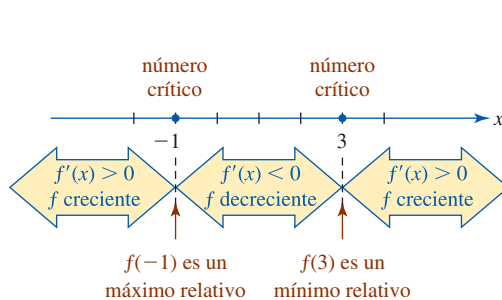 número número
crítico crítico
x
−1 3
f′(x) > 0 f′(x) < 0 f′(x) > 0
f creciente f decreciente f creciente
f(−1) es un f(3) es un
máximo relativo mínimo relativo